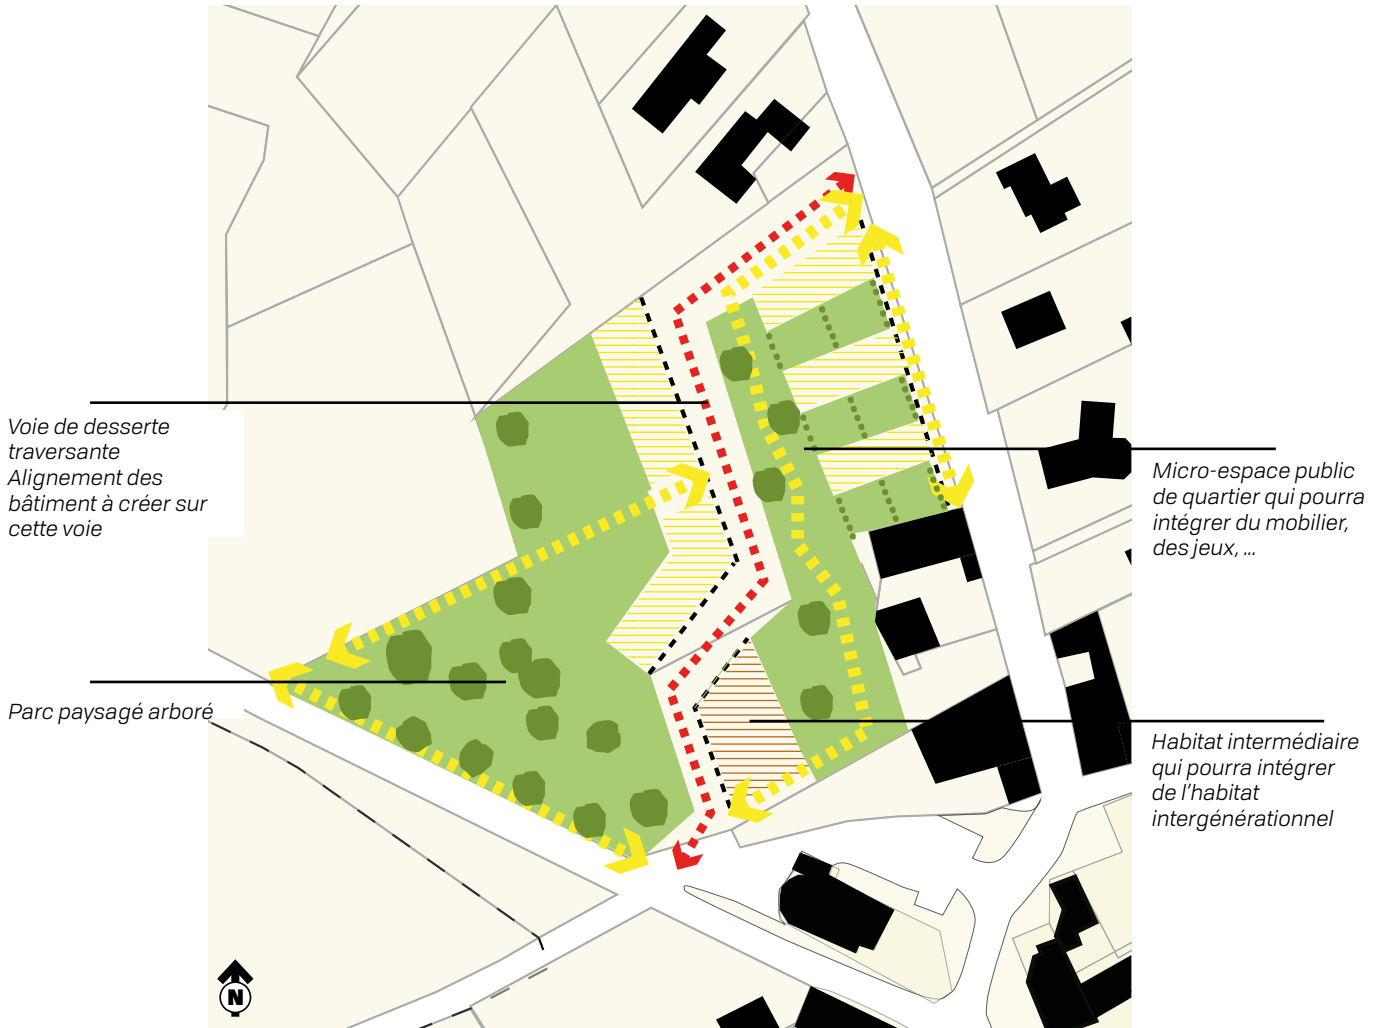 Voie de desserte
traversante
Alignement des
bâtiment à créer sur
cette voie
Parc paysagé arboré
Micro-espace public
de quartier qui pourra
intégrer du mobilier,
des jeux, ...
Habitat intermédiaire
qui pourra intégrer
de l'habitat
intergénérationnel
N